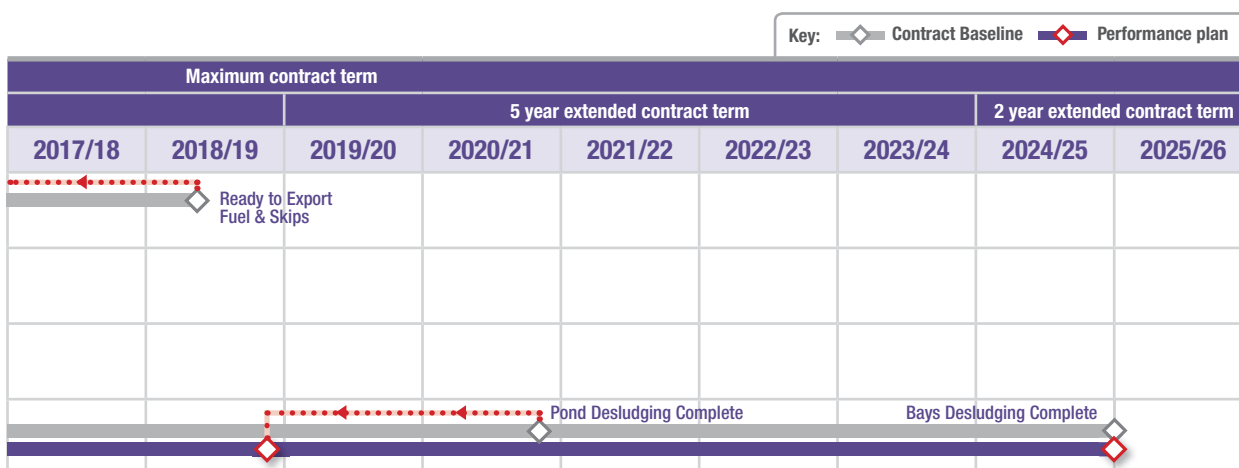 Key: Contract Baseline Performance plan
Maximum contract term
5 year extended contract term 2 year extended contract term
2017/18 2018/19 2019/20 2020/21 2021/22 2022/23 2023/24 2024/25 2025/26
Ready to Export
Fuel & Skips
Pond Desludging Complete Bays Desludging Complete